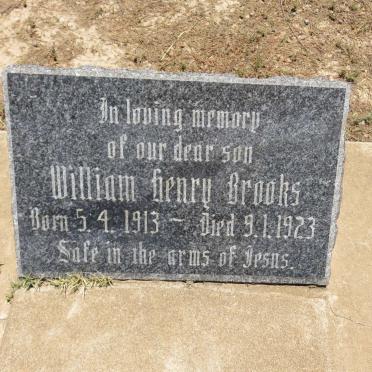 In loving memory
of our dear son
William Henry Brooks
Born 5.4.1913 — Died 9.1.1923
Safe in the arms of Jesus.